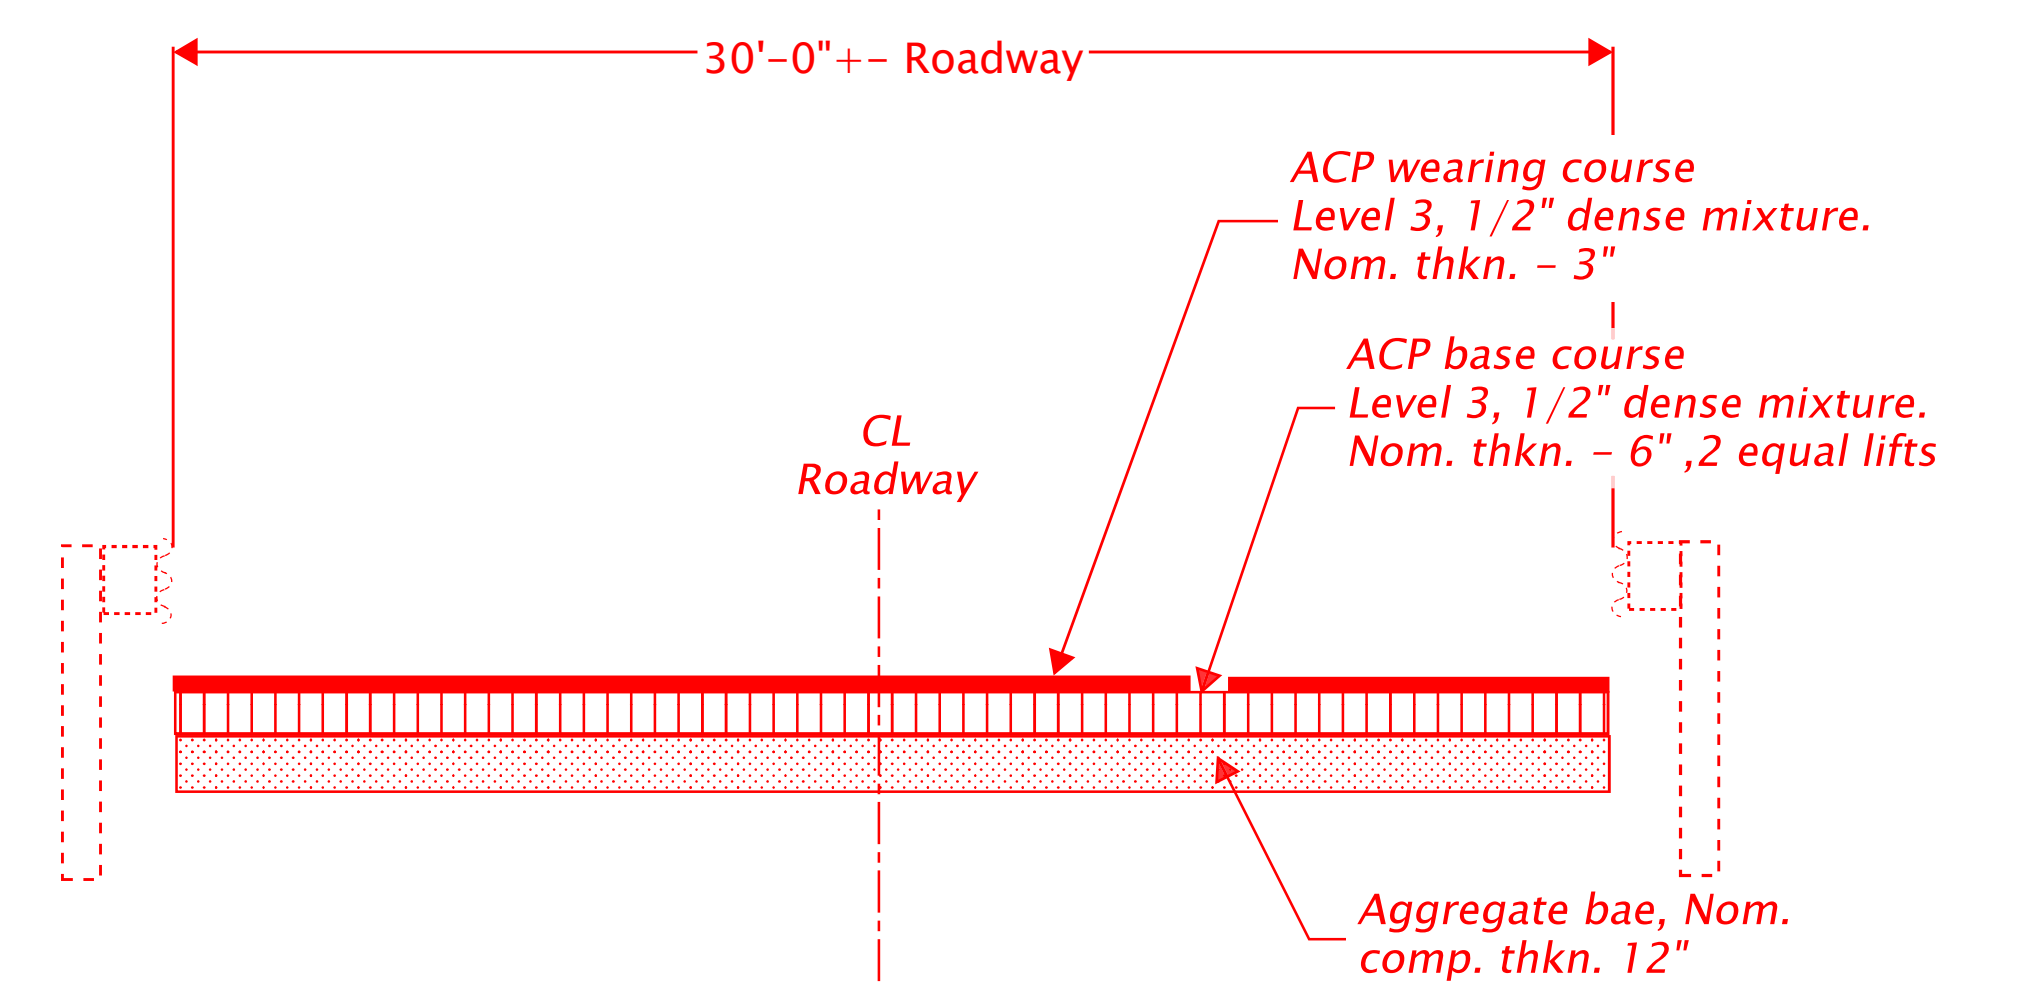 30'-0"+- Roadway
ACP wearing course
Level 3, 1/2" dense mixture.
Nom. thkn. - 3"
ACP base course
Level 3, 1/2" dense mixture.
Nom. thkn. - 6" ,2 equal lifts
CL
Roadway
Aggregate bae, Nom.
comp. thkn. 12"